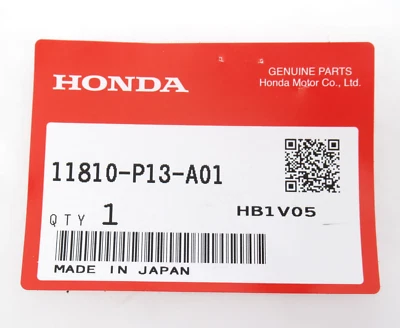 HONDA
GENUINE PARTS
Honda Motor Co., Ltd.
11810-P13-A01
QTY 1
HB1V05
MADE IN JAPAN